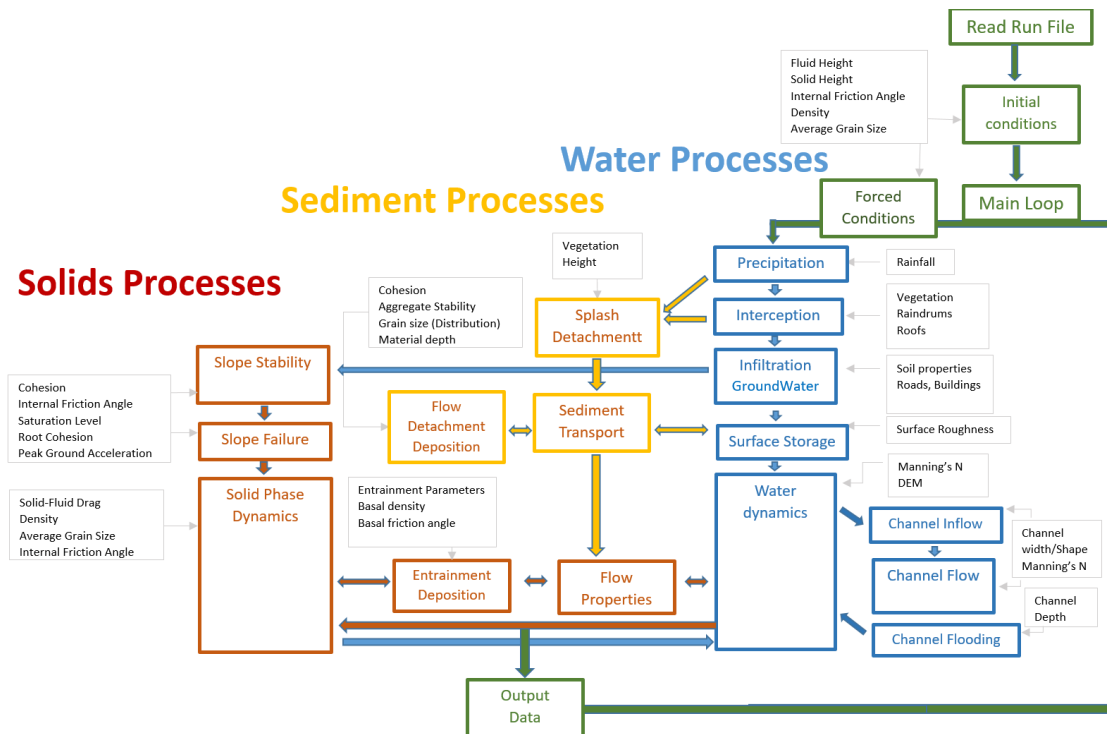 Read Run File
Fluid Height
Solid Height
Internal Friction Angle
Density
Average Grain Size
Initial
conditions
Water Processes
Sediment Processes
Forced
Conditions
Main Loop
Solids Processes
Vegetation
Height
Precipitation
Rainfall
Cohesion
Aggregate Stability
Grain size (Distribution)
Material depth
Splash
Detachmentt
Interception
Vegetation
Raindrums
Roofs
Slope Stability
Infiltration
GroundWater
Soil properties
Roads, Buildings
Cohesion
Internal Friction Angle
Saturation Level
Root Cohesion
Peak Ground Acceleration
Slope Failure
Flow
Detachment
Deposition
Sediment
Transport
Surface Storage
Surface Roughness
Solid Phase
Dynamics
Solid-Fluid Drag
Density
Average Grain Size
Internal Friction Angle
Entrainment Parameters
Basal density
Basal friction angle
Water
dynamics
Manning's N
DEM
Channel Inflow
Channel
width/Shape
Manning's N
Channel Flow
Entrainment
Deposition
Flow
Properties
Channel
Depth
Channel Flooding
Output
Data